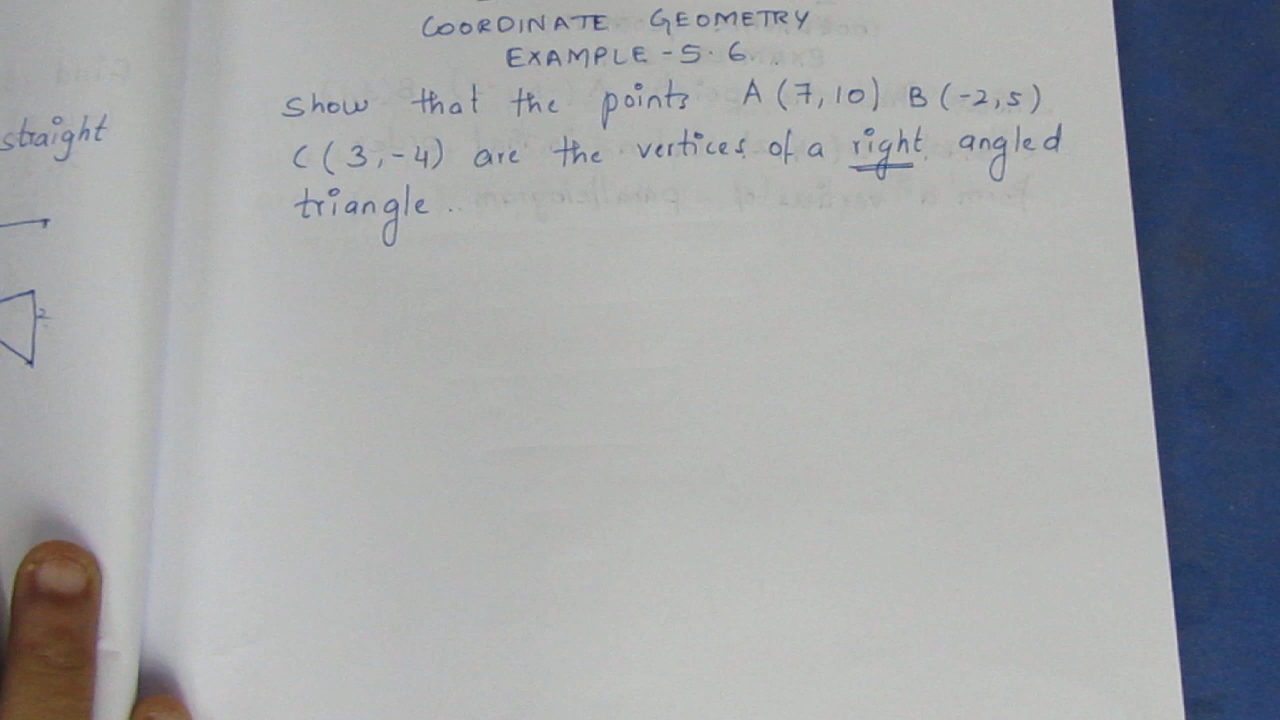 straight
2
COORDINATE GEOMETRY
EXAMPLE - 5.6.
Show that the points A (7, 10) B (-2, 5)
C (3, -4) are the vertices of a right angled
triangle.